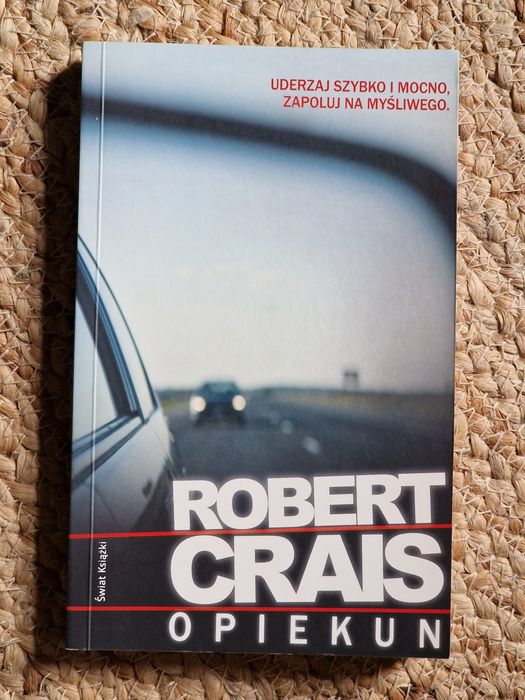 UDERZAJ SZYBKO I MOCNO,
ZAPOLUJ NA MYŚLIWEGO.
ROBERT
CRAIS
OPIEKUN
Świat Książki